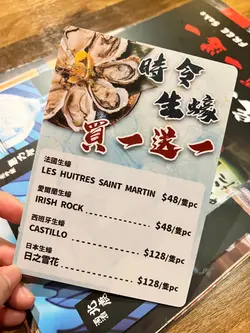 時令
生蠔
買一送一
法國生蠔
LES HUITRES SAINT MARTIN $48/隻pc
愛爾蘭生蠔
IRISH ROCK $48/隻pc
西班牙生蠔
CASTILLO $128/隻pc
日本生蠔
日之雪花 $128/隻pc